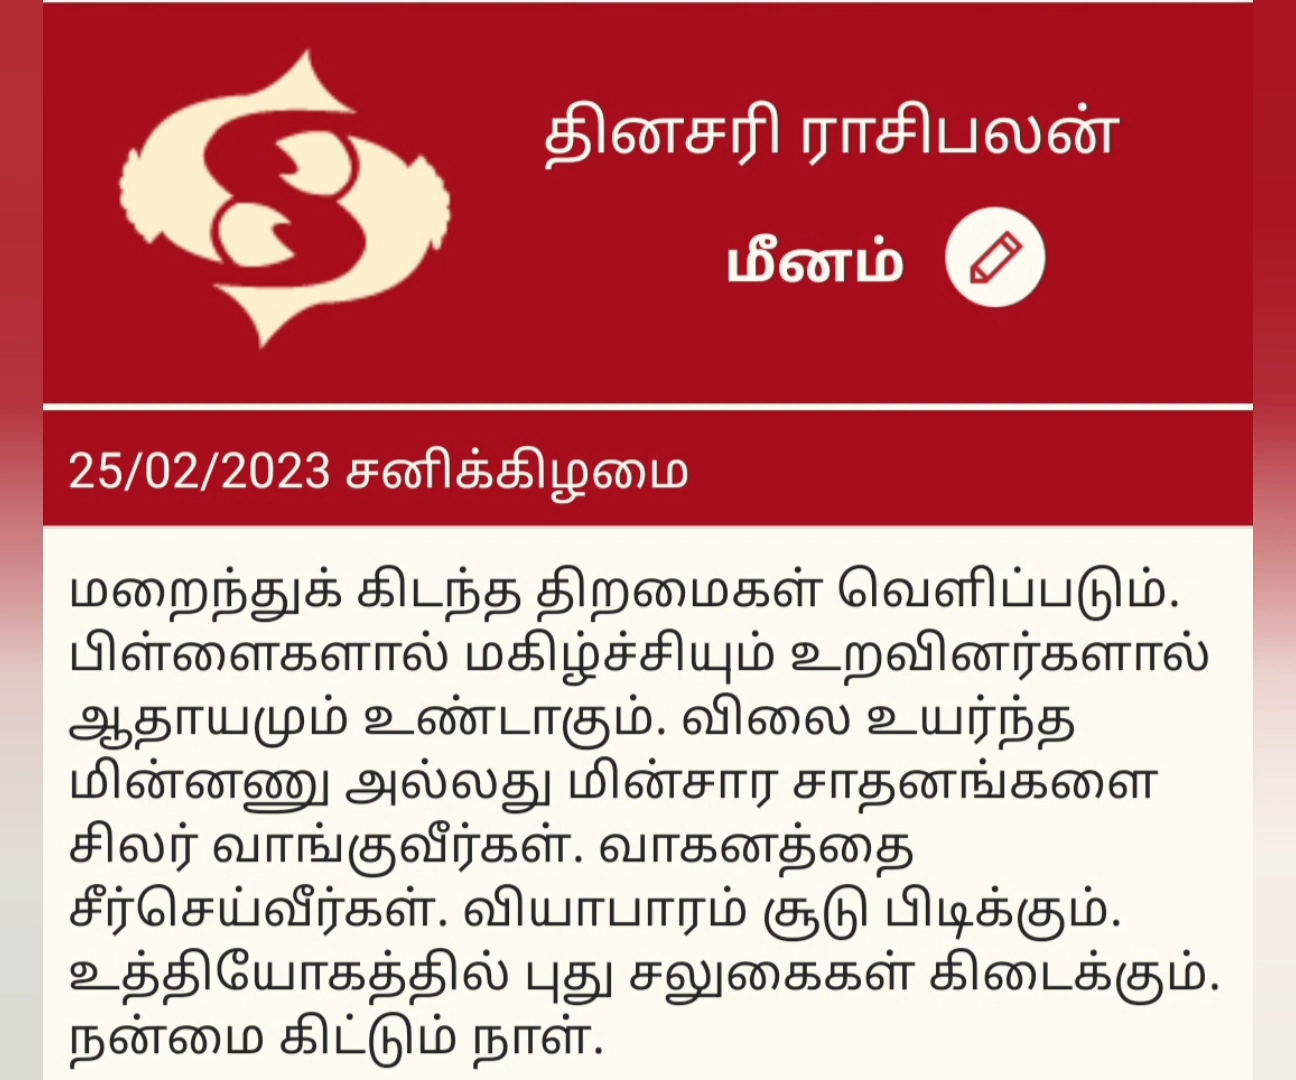 தினசரி ராசிபலன்
மீனம்
25/02/2023 சனிக்கிழமை
மறைந்துக் கிடந்த திறமைகள் வெளிப்படும்.
பிள்ளைகளால் மகிழ்ச்சியும் உறவினர்களால்
ஆதாயமும் உண்டாகும். விலை உயர்ந்த
மின்னணு அல்லது மின்சார சாதனங்களை
சிலர் வாங்குவீர்கள். வாகனத்தை
சீர்செய்வீர்கள். வியாபாரம் சூடு பிடிக்கும்.
உத்தியோகத்தில் புது சலுகைகள் கிடைக்கும்.
நன்மை கிட்டும் நாள்.